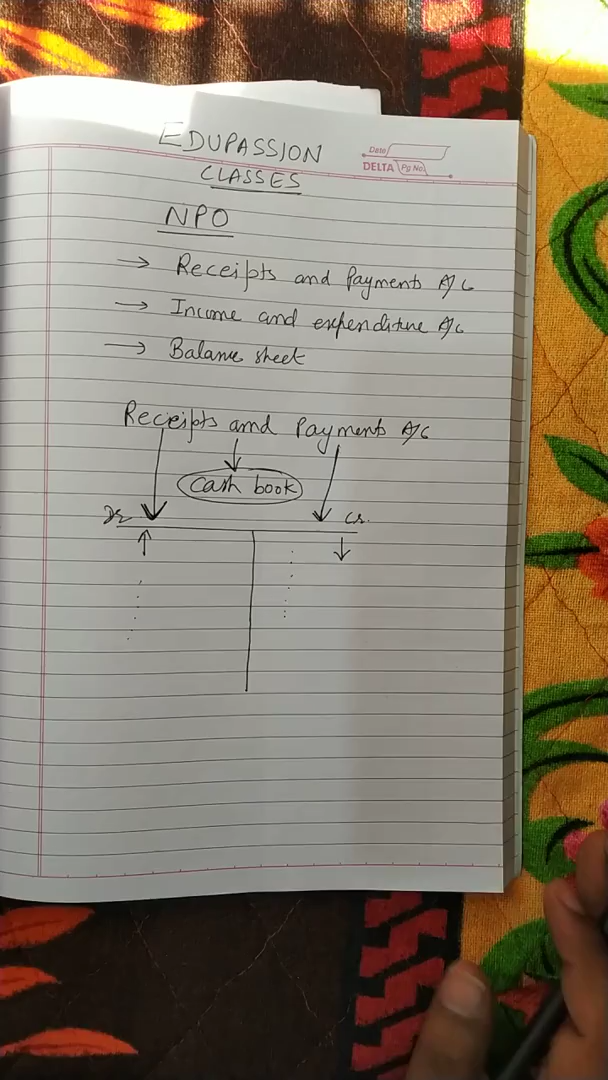 EDUPASSION
CLASSES
Date
DELTA Pg No.
NPO
→ Receipts and Payments A/c
→ Income and expenditure A/c
→ Balance sheet
Receipts and Payments A/c
Cash book
Dr Cr.